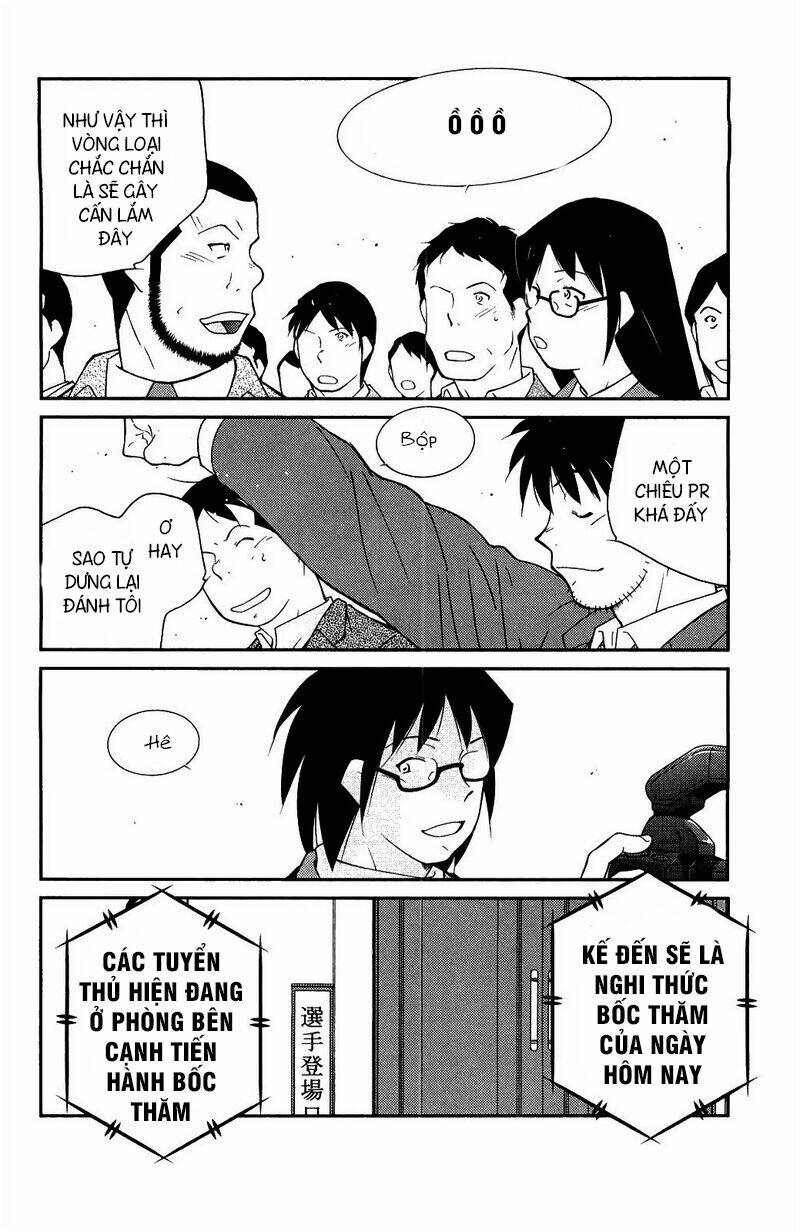 Ồ Ồ Ồ
NHƯ VẬY THÌ
VÒNG LOẠI
CHẮC CHẮN
LÀ SẼ GÂY
CẤN LẮM
ĐÂY
MỘT
CHIÊU PR
KHÁ ĐẤY
BỘP
Ơ
HAY
SAO TỰ
DƯNG LẠI
ĐÁNH TÔI
HÊ
KẾ ĐẾN SẼ LÀ
NGHI THỨC
BỐC THĂM
CỦA NGÀY
HÔM NAY
選手登場口
CÁC TUYỂN
THỦ HIỆN ĐANG
Ở PHÒNG BÊN
CẠNH TIẾN
HÀNH BỐC
THĂM